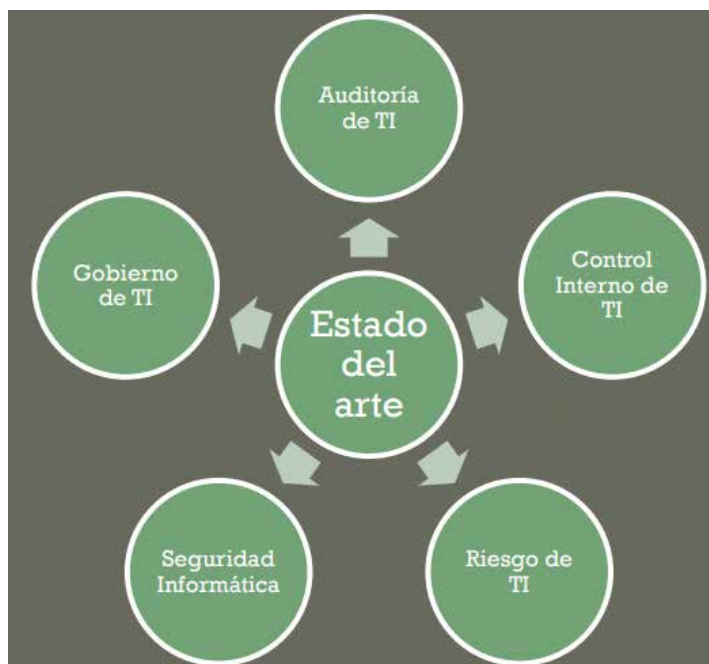 Auditoría
de TI
Gobierno
de TI
Control
Interno de
TI
Estado
del
arte
Seguridad
Informática
Riesgo de
TI